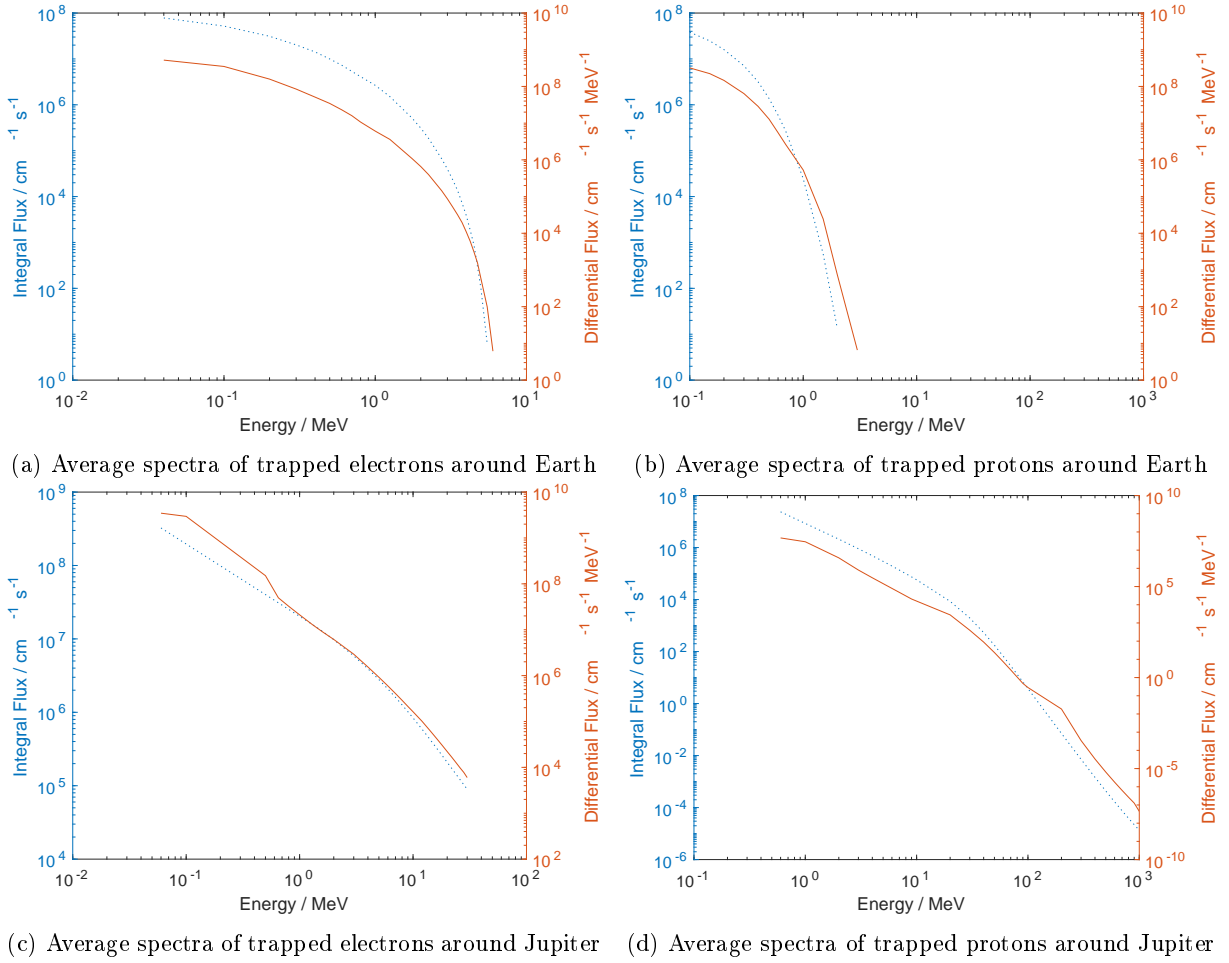 10^8
10^6
10^4
10^2
10^0
Integral Flux / cm ^-1 s^-1
10^10
10^8
10^6
10^4
10^2
10^0
Differential Flux / cm ^-1 s^-1 MeV^-1
10^-2 10^-1 10^0 10^1
Energy / MeV
(a) Average spectra of trapped electrons around Earth
10^8
10^6
10^4
10^2
10^0
Integral Flux / cm ^-1 s^-1
10^10
10^8
10^6
10^4
10^2
10^0
Differential Flux / cm ^-1 s^-1 MeV^-1
10^-1 10^0 10^1 10^2 10^3
Energy / MeV
(b) Average spectra of trapped protons around Earth
10^9
10^8
10^7
10^6
10^5
10^4
Integral Flux / cm ^-1 s^-1
10^10
10^8
10^6
10^4
10^2
Differential Flux / cm ^-1 s^-1 MeV^-1
10^-2 10^-1 10^0 10^1 10^2
Energy / MeV
(c) Average spectra of trapped electrons around Jupiter
10^8
10^6
10^4
10^2
10^0
10^-2
10^-4
10^-6
Integral Flux / cm ^-1 s^-1
10^10
10^5
10^0
10^-5
10^-10
Differential Flux / cm ^-1 s^-1 MeV^-1
10^-1 10^0 10^1 10^2 10^3
Energy / MeV
(d) Average spectra of trapped protons around Jupiter